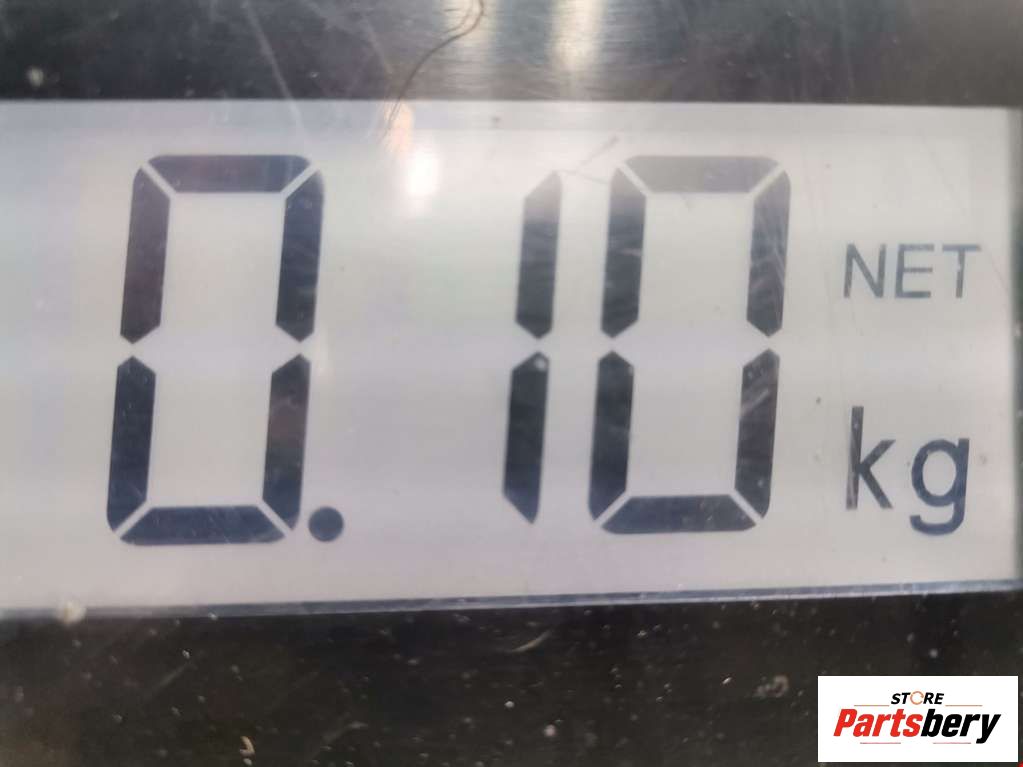 0.10 NET
kg
STORE
Partsbery